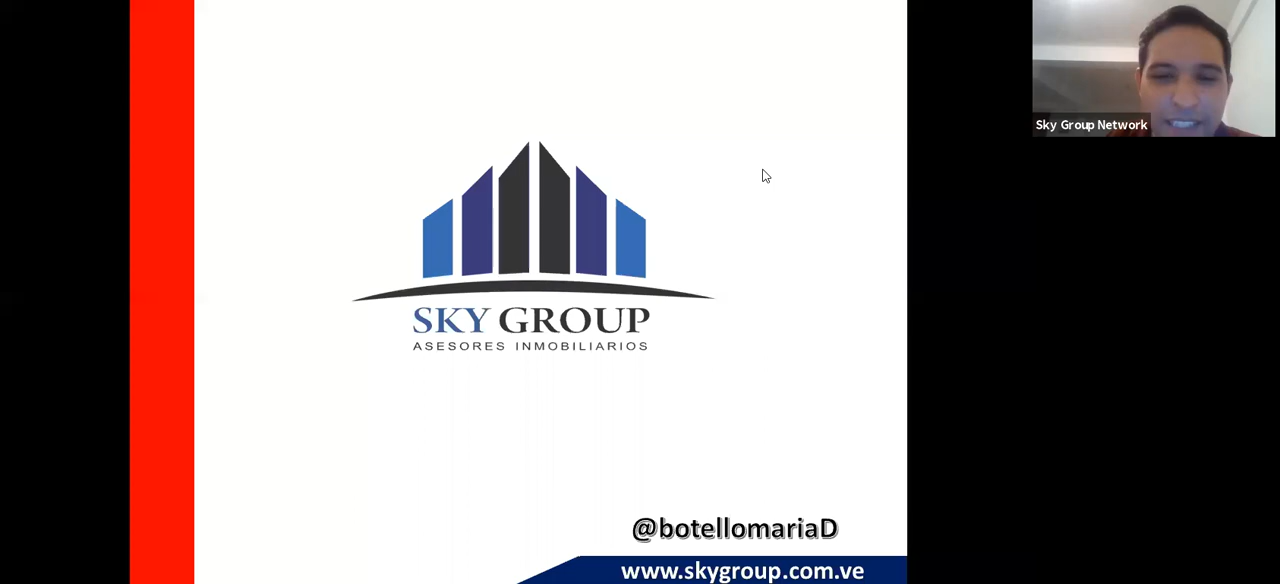 Sky Group Network
SKY GROUP
ASESORES INMOBILIARIOS
@botellomariaD
www.skygroup.com.ve